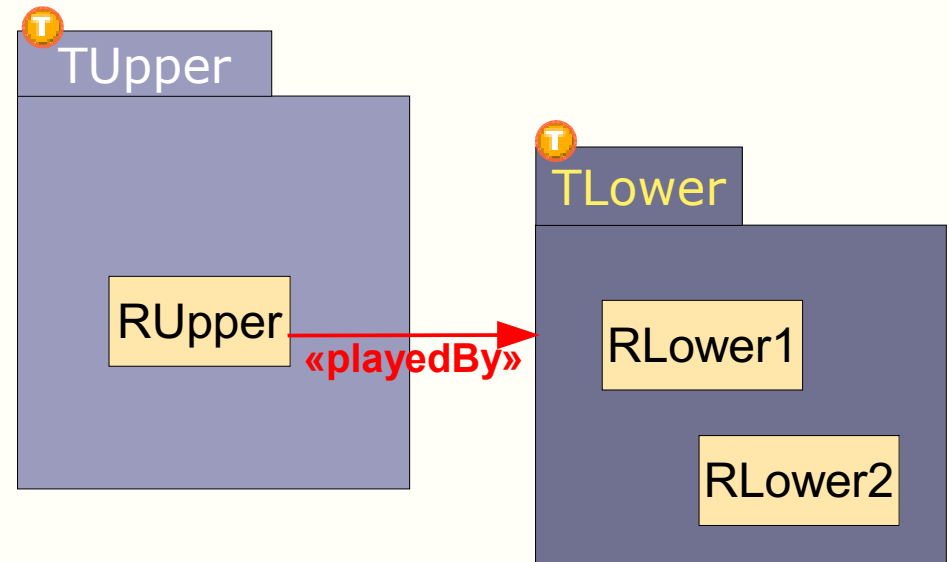 T
TUpper
T
TLower
RUpper
«playedBy»
RLower1
RLower2